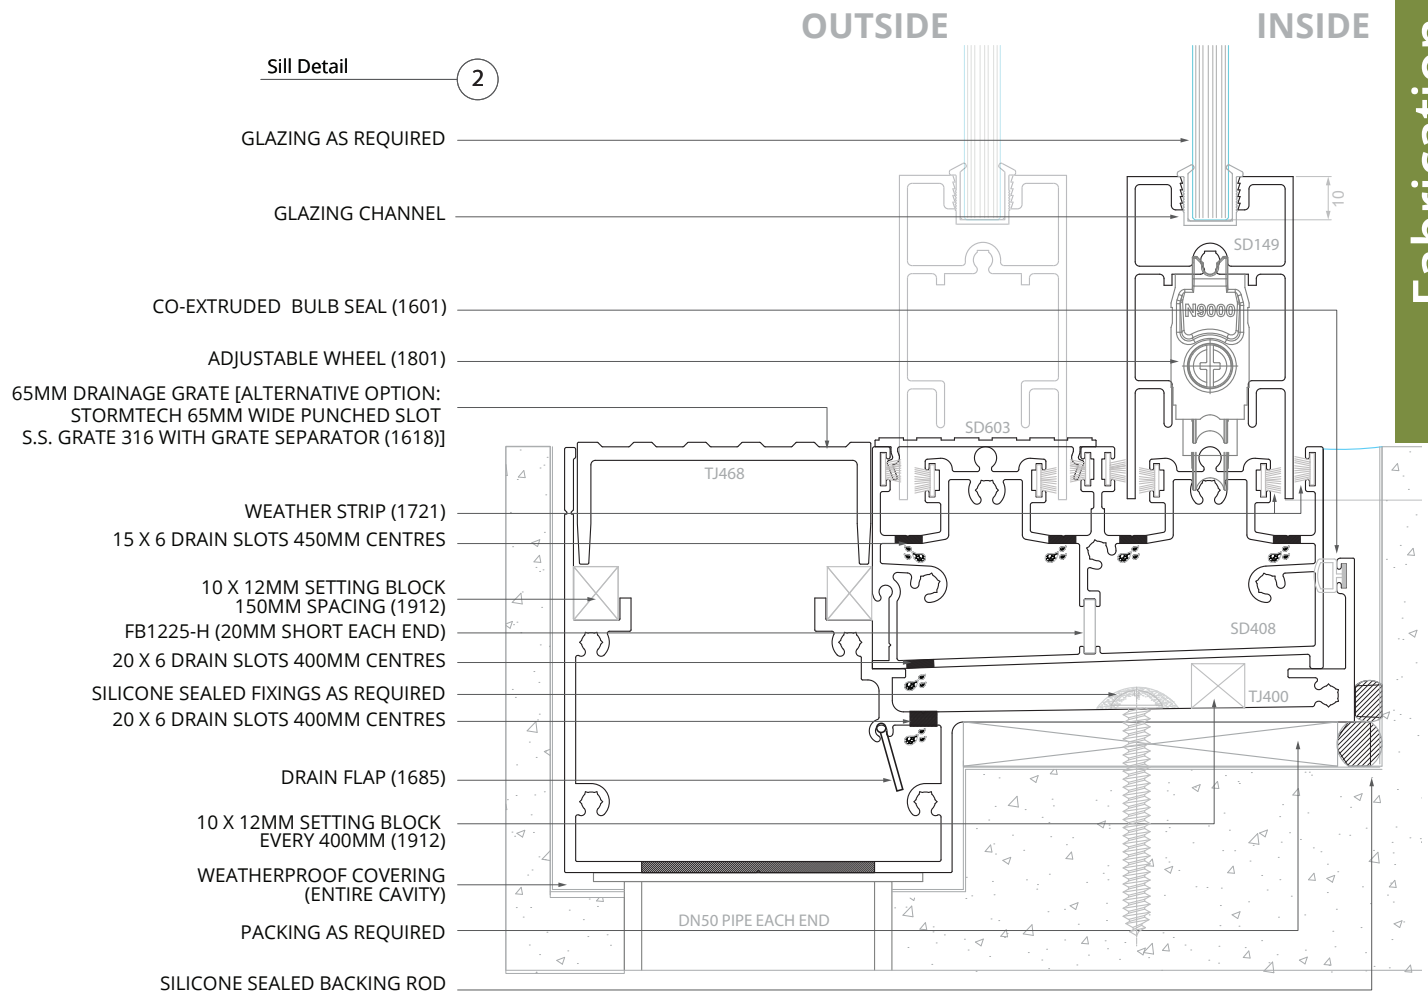 OUTSIDE
INSIDE
Fabrication
Sill Detail
2
GLAZING AS REQUIRED
GLAZING CHANNEL
10
SD149
CO-EXTRUDED BULB SEAL (1601)
N9000
ADJUSTABLE WHEEL (1801)
65MM DRAINAGE GRATE [ALTERNATIVE OPTION:
STORMTECH 65MM WIDE PUNCHED SLOT
S.S. GRATE 316 WITH GRATE SEPARATOR (1618)]
SD603
TJ468
WEATHER STRIP (1721)
15 X 6 DRAIN SLOTS 450MM CENTRES
10 X 12MM SETTING BLOCK
150MM SPACING (1912)
FB1225-H (20MM SHORT EACH END)
SD408
20 X 6 DRAIN SLOTS 400MM CENTRES
SILICONE SEALED FIXINGS AS REQUIRED
TJ400
20 X 6 DRAIN SLOTS 400MM CENTRES
DRAIN FLAP (1685)
10 X 12MM SETTING BLOCK
EVERY 400MM (1912)
WEATHERPROOF COVERING
(ENTIRE CAVITY)
DN50 PIPE EACH END
PACKING AS REQUIRED
SILICONE SEALED BACKING ROD